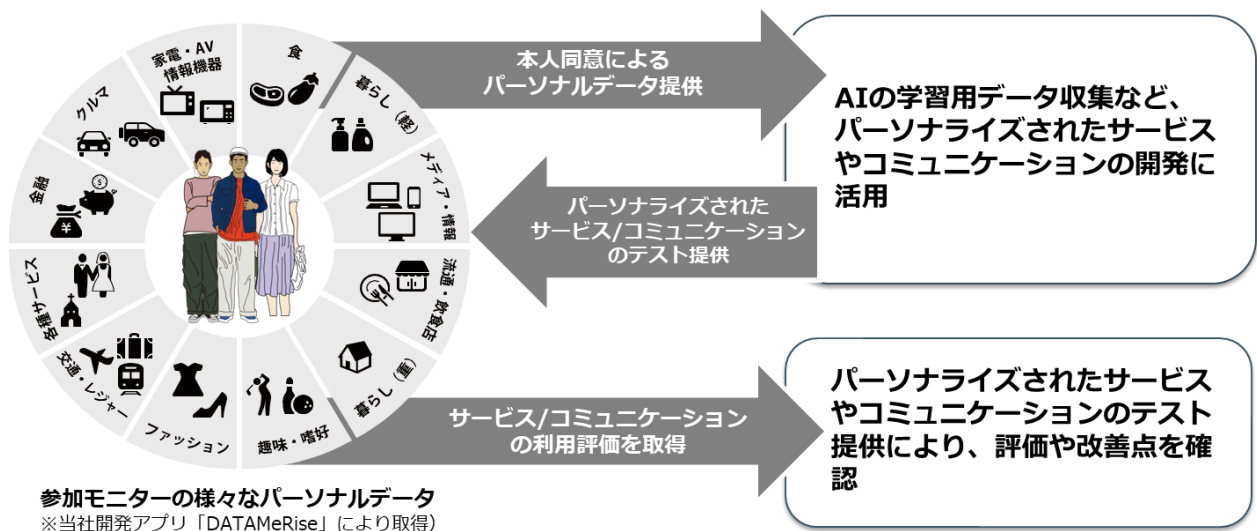 家電・AV
情報機器
食
暮らし（軽）
メディア・情報
流通・飲食店
暮らし（重）
趣味・嗜好
ファッション
交通・レジャー
各種サービス
金融
クルマ
§
¥
本人同意による
パーソナルデータ提供
AIの学習用データ収集など、
パーソナライズされたサービス
やコミュニケーションの開発に
活用
パーソナライズされた
サービス/コミュニケーション
のテスト提供
サービス/コミュニケーション
の利用評価を取得
パーソナライズされたサービス
やコミュニケーションのテスト
提供により、評価や改善点を確
認
参加モニターの様々なパーソナルデータ
※当社開発アプリ「DATAMeRise」により取得）